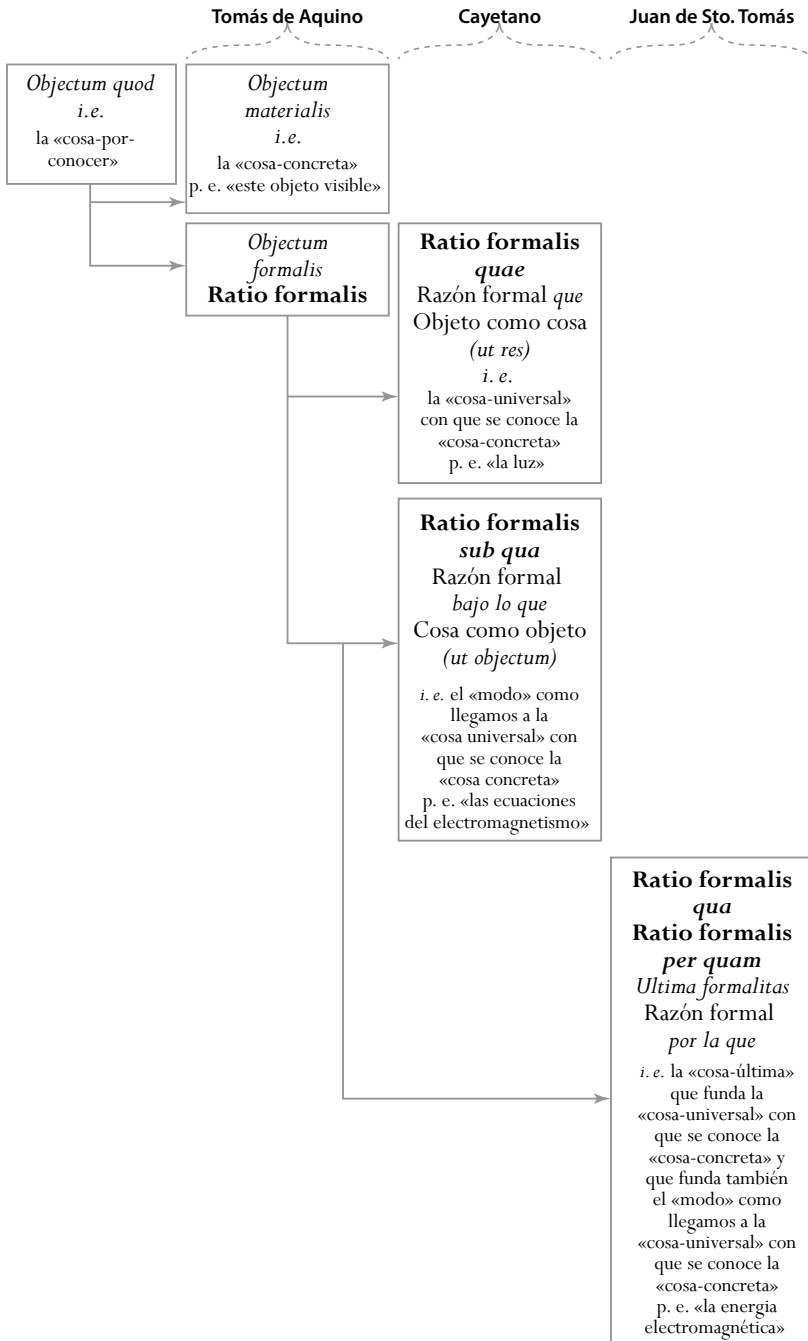 Tomás de Aquino
Cayetano
Juan de Sto. Tomás
Objectum quod
i.e.
la «cosa-por-
conocer»
Objectum
materialis
i.e.
la «cosa-concreta»
p. e. «este objeto visible»
Objectum
formalis
Ratio formalis
Ratio formalis
quae
Razón formal que
Objeto como cosa
(ut res)
i. e.
la «cosa-universal»
con que se conoce la
«cosa-concreta»
p. e. «la luz»
Ratio formalis
sub qua
Razón formal
bajo lo que
Cosa como objeto
(ut objectum)
i. e. el «modo» como
llegamos a la
«cosa universal» con
que se conoce la
«cosa concreta»
p. e. «las ecuaciones
del electromagnetismo»
Ratio formalis
qua
Ratio formalis
per quam
Ultima formalitas
Razón formal
por la que
i. e. la «cosa-última»
que funda la
«cosa-universal» con
que se conoce la
«cosa-concreta» y
que funda también
el «modo» como
llegamos a la
«cosa-universal» con
que se conoce la
«cosa-concreta»
p. e. «la energia
electromagnética»